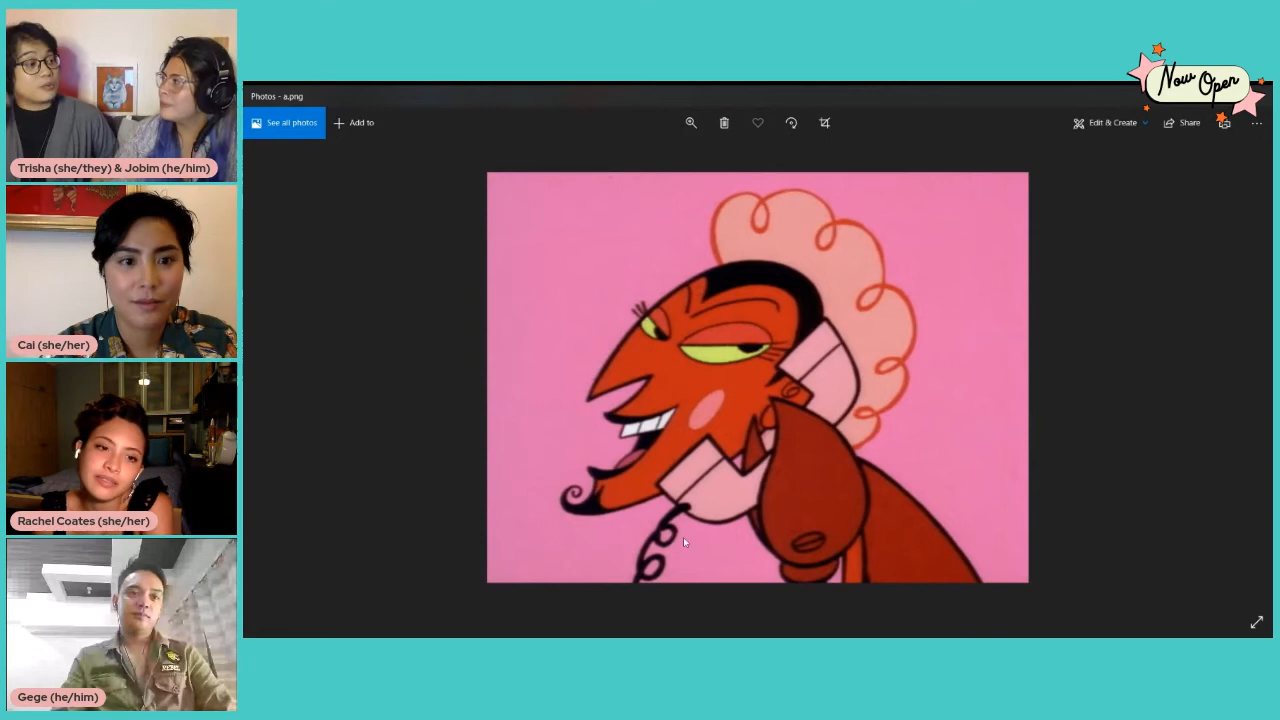 Trisha (she/they) & Jobim (he/him)
Cai (she/her)
Rachel Coates (she/her)
Gege (he/him)
Photos - a.png
See all photos
Add to
Edit & Create
Share
Now Open